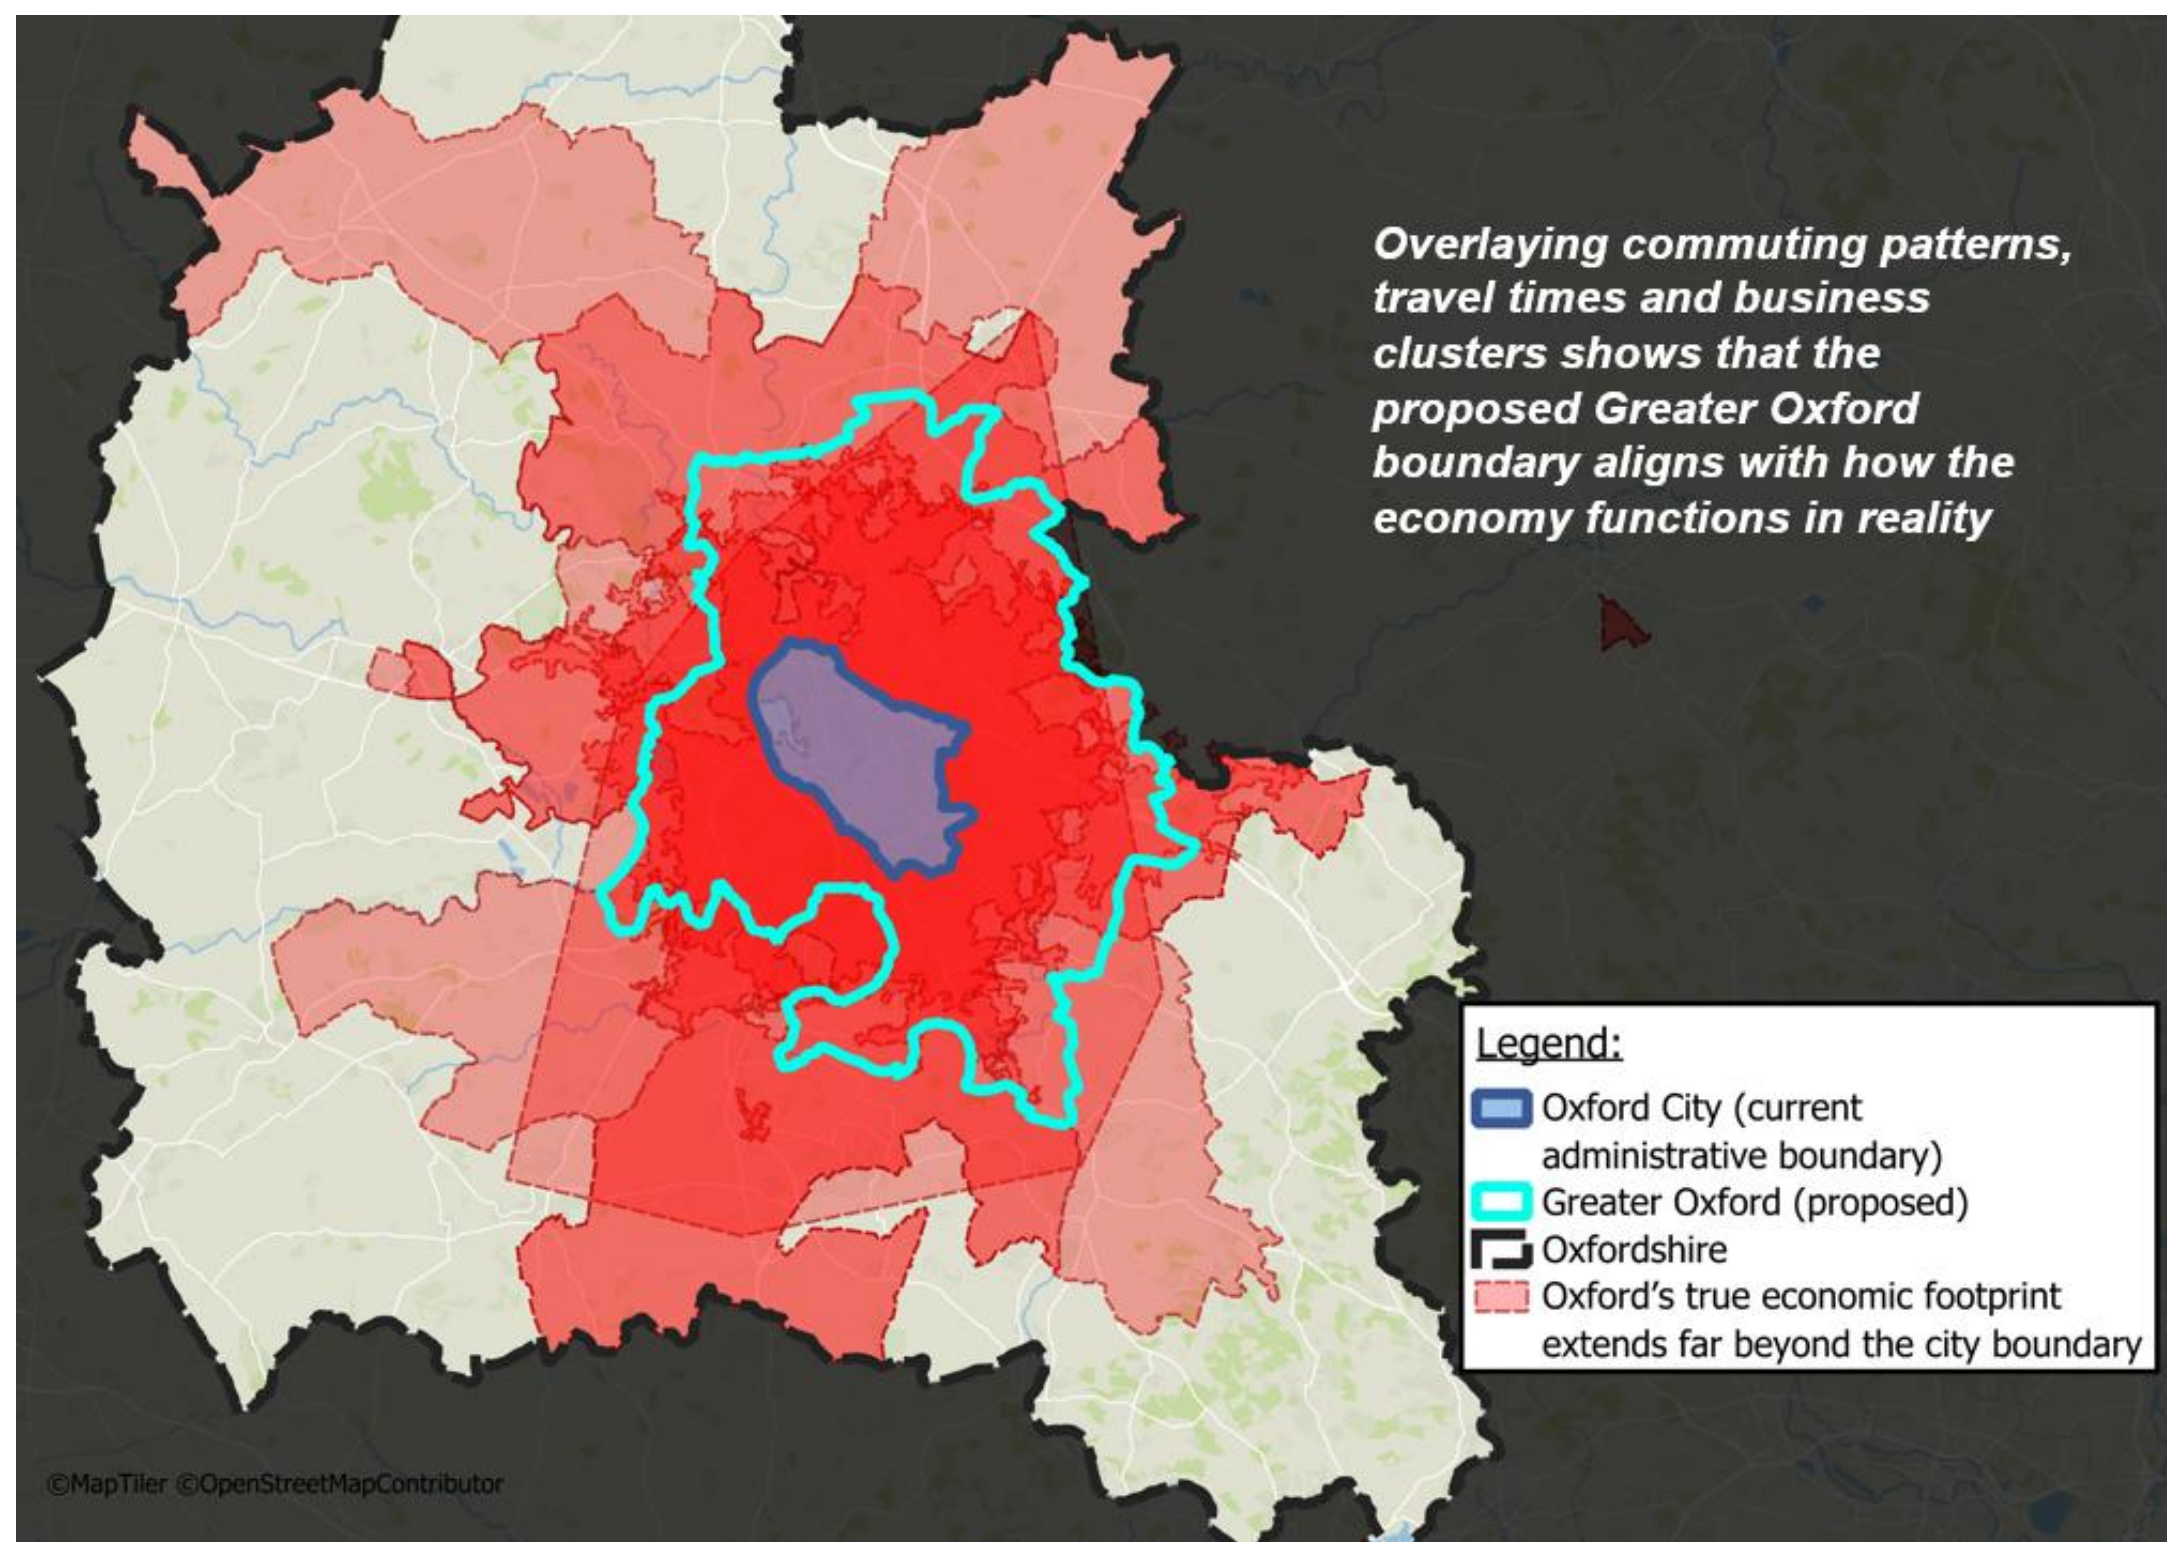 Overlaying commuting patterns,
travel times and business
clusters shows that the
proposed Greater Oxford
boundary aligns with how the
economy functions in reality
Legend:
Oxford City (current
administrative boundary)
Greater Oxford (proposed)
Oxfordshire
Oxford's true economic footprint
extends far beyond the city boundary
©MapTiler ©OpenStreetMapContributor